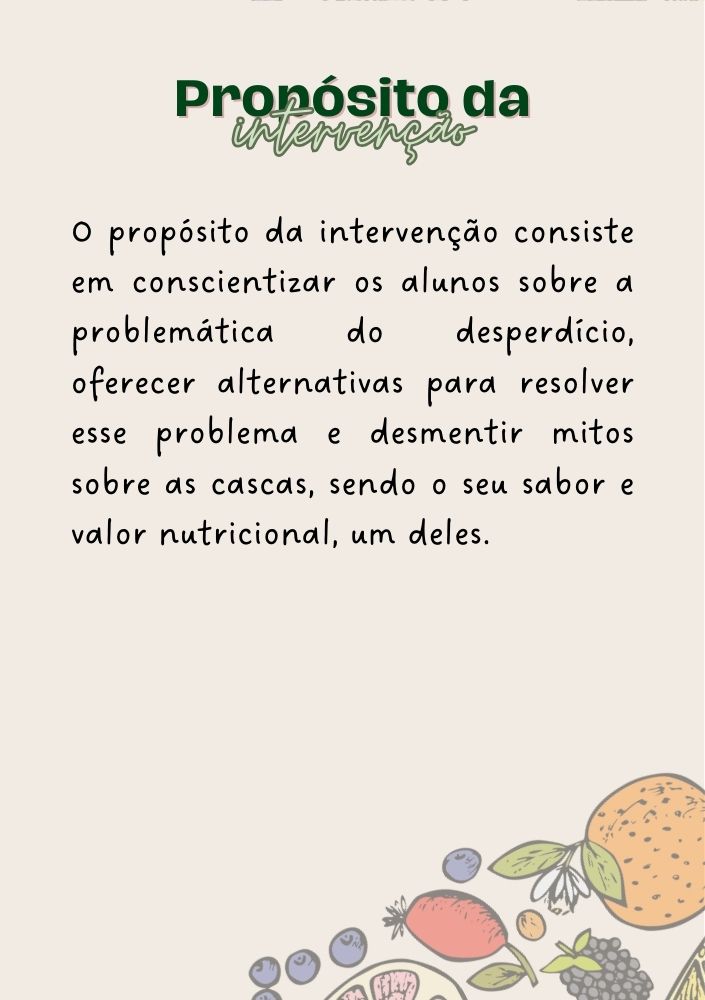 Propósito da
intervenção
O propósito da intervenção consiste
em conscientizar os alunos sobre a
problemática do desperdício,
oferecer alternativas para resolver
esse problema e desmentir mitos
sobre as cascas, sendo o seu sabor e
valor nutricional, um deles.